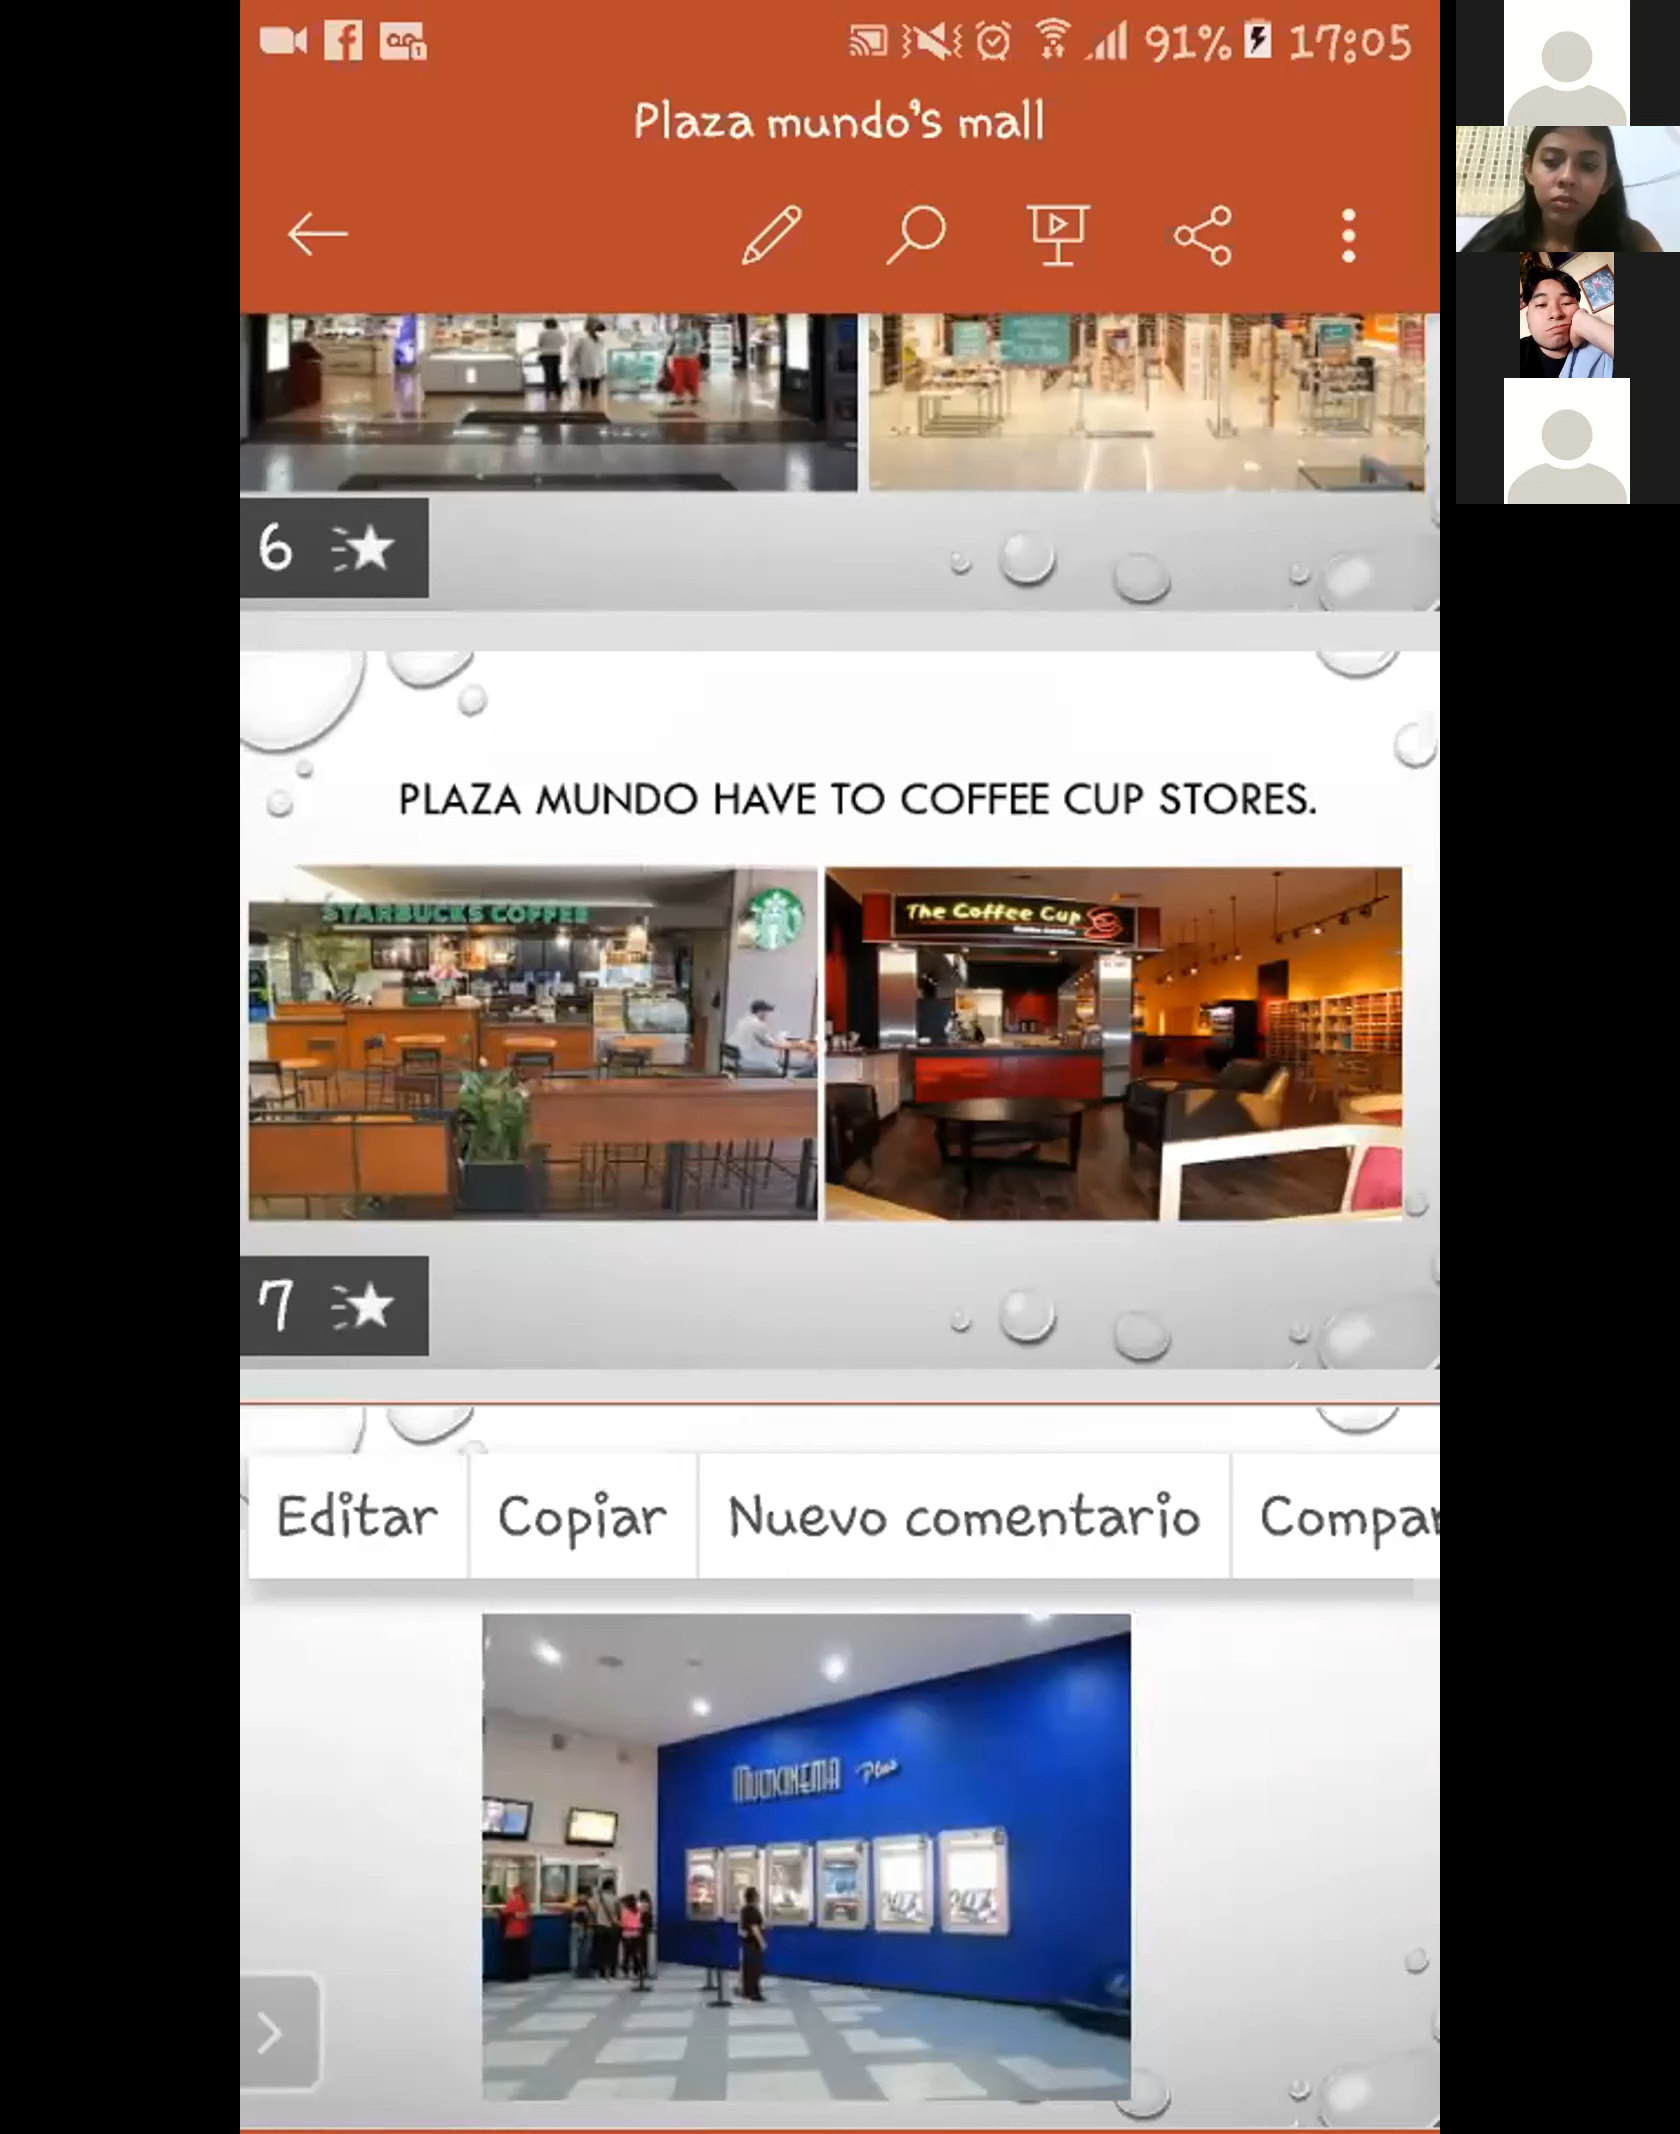 91% 17:05
Plaza mundo's mall
6
PLAZA MUNDO HAVE TO COFFEE CUP STORES.
STARBUCKS COFFEE
The Coffee Cup
7
Editar Copiar Nuevo comentario Compar
MULTICINEMA Plus